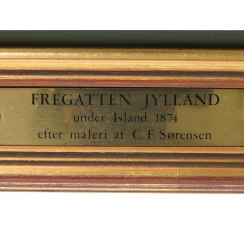 FREGATTEN JYLLAND
under Island 1874
efter maleri af C. F. Sørensen